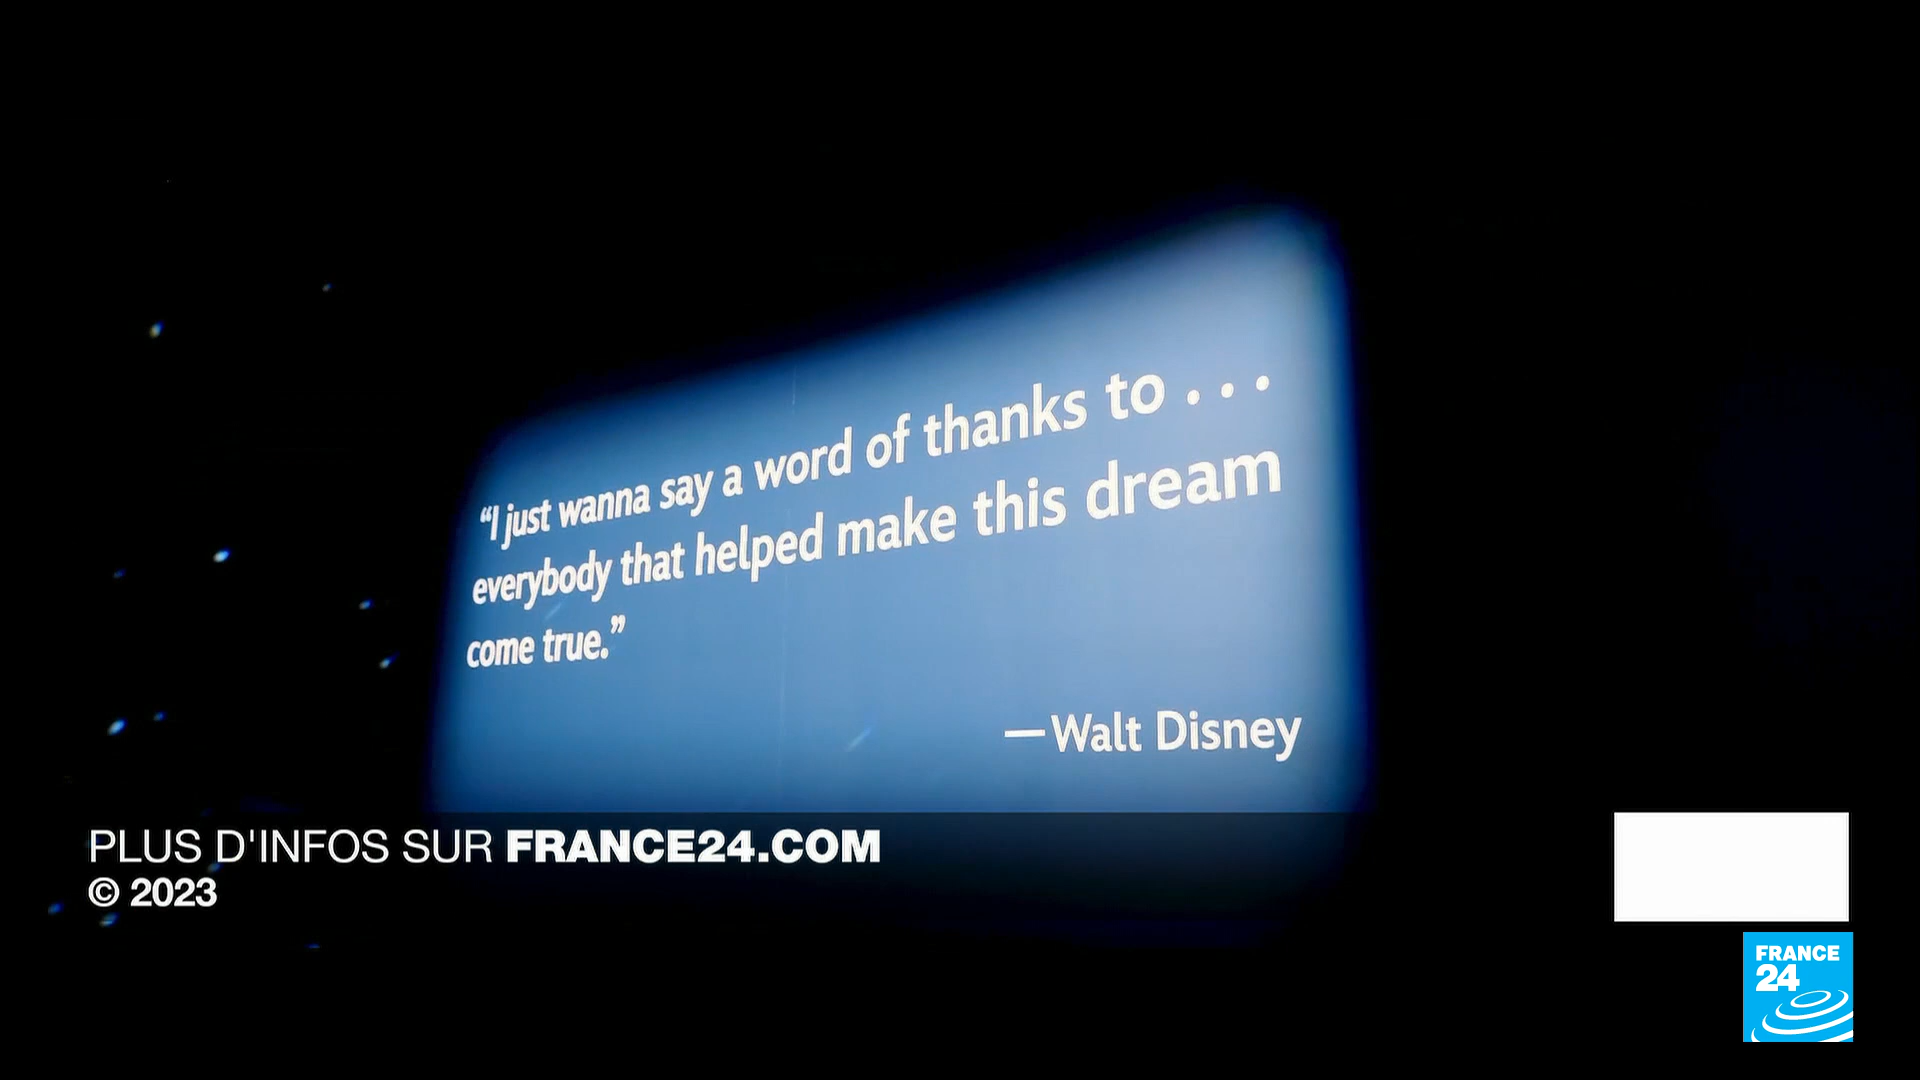 “I just wanna say a word of thanks to . . .
everybody that helped make this dream
come true.”
—Walt Disney
PLUS D'INFOS SUR FRANCE24.COM
© 2023
FRANCE
24